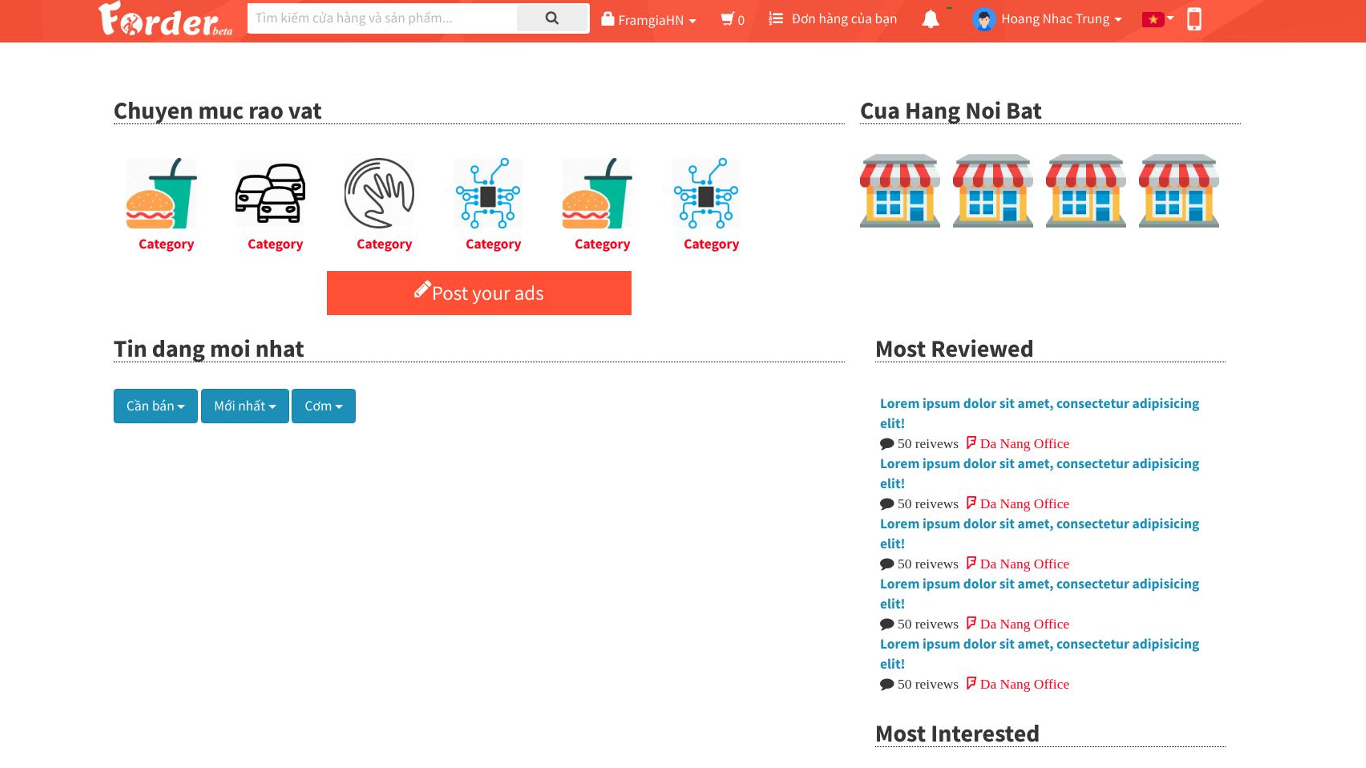 Forder beta Tìm kiếm cửa hàng và sản phẩm... FramgiaHN 0 Đơn hàng của bạn Hoang Nhac Trung
Chuyen muc rao vat
Category Category Category Category Category Category
Post your ads
Cua Hang Noi Bat
Tin dang moi nhat
Cần bán Mới nhất Cơm
Most Reviewed
Lorem ipsum dolor sit amet, consectetur adipisicing
elit!
50 reivews Da Nang Office
Lorem ipsum dolor sit amet, consectetur adipisicing
elit!
50 reivews Da Nang Office
Lorem ipsum dolor sit amet, consectetur adipisicing
elit!
50 reivews Da Nang Office
Lorem ipsum dolor sit amet, consectetur adipisicing
elit!
50 reivews Da Nang Office
Lorem ipsum dolor sit amet, consectetur adipisicing
elit!
50 reivews Da Nang Office
Most Interested